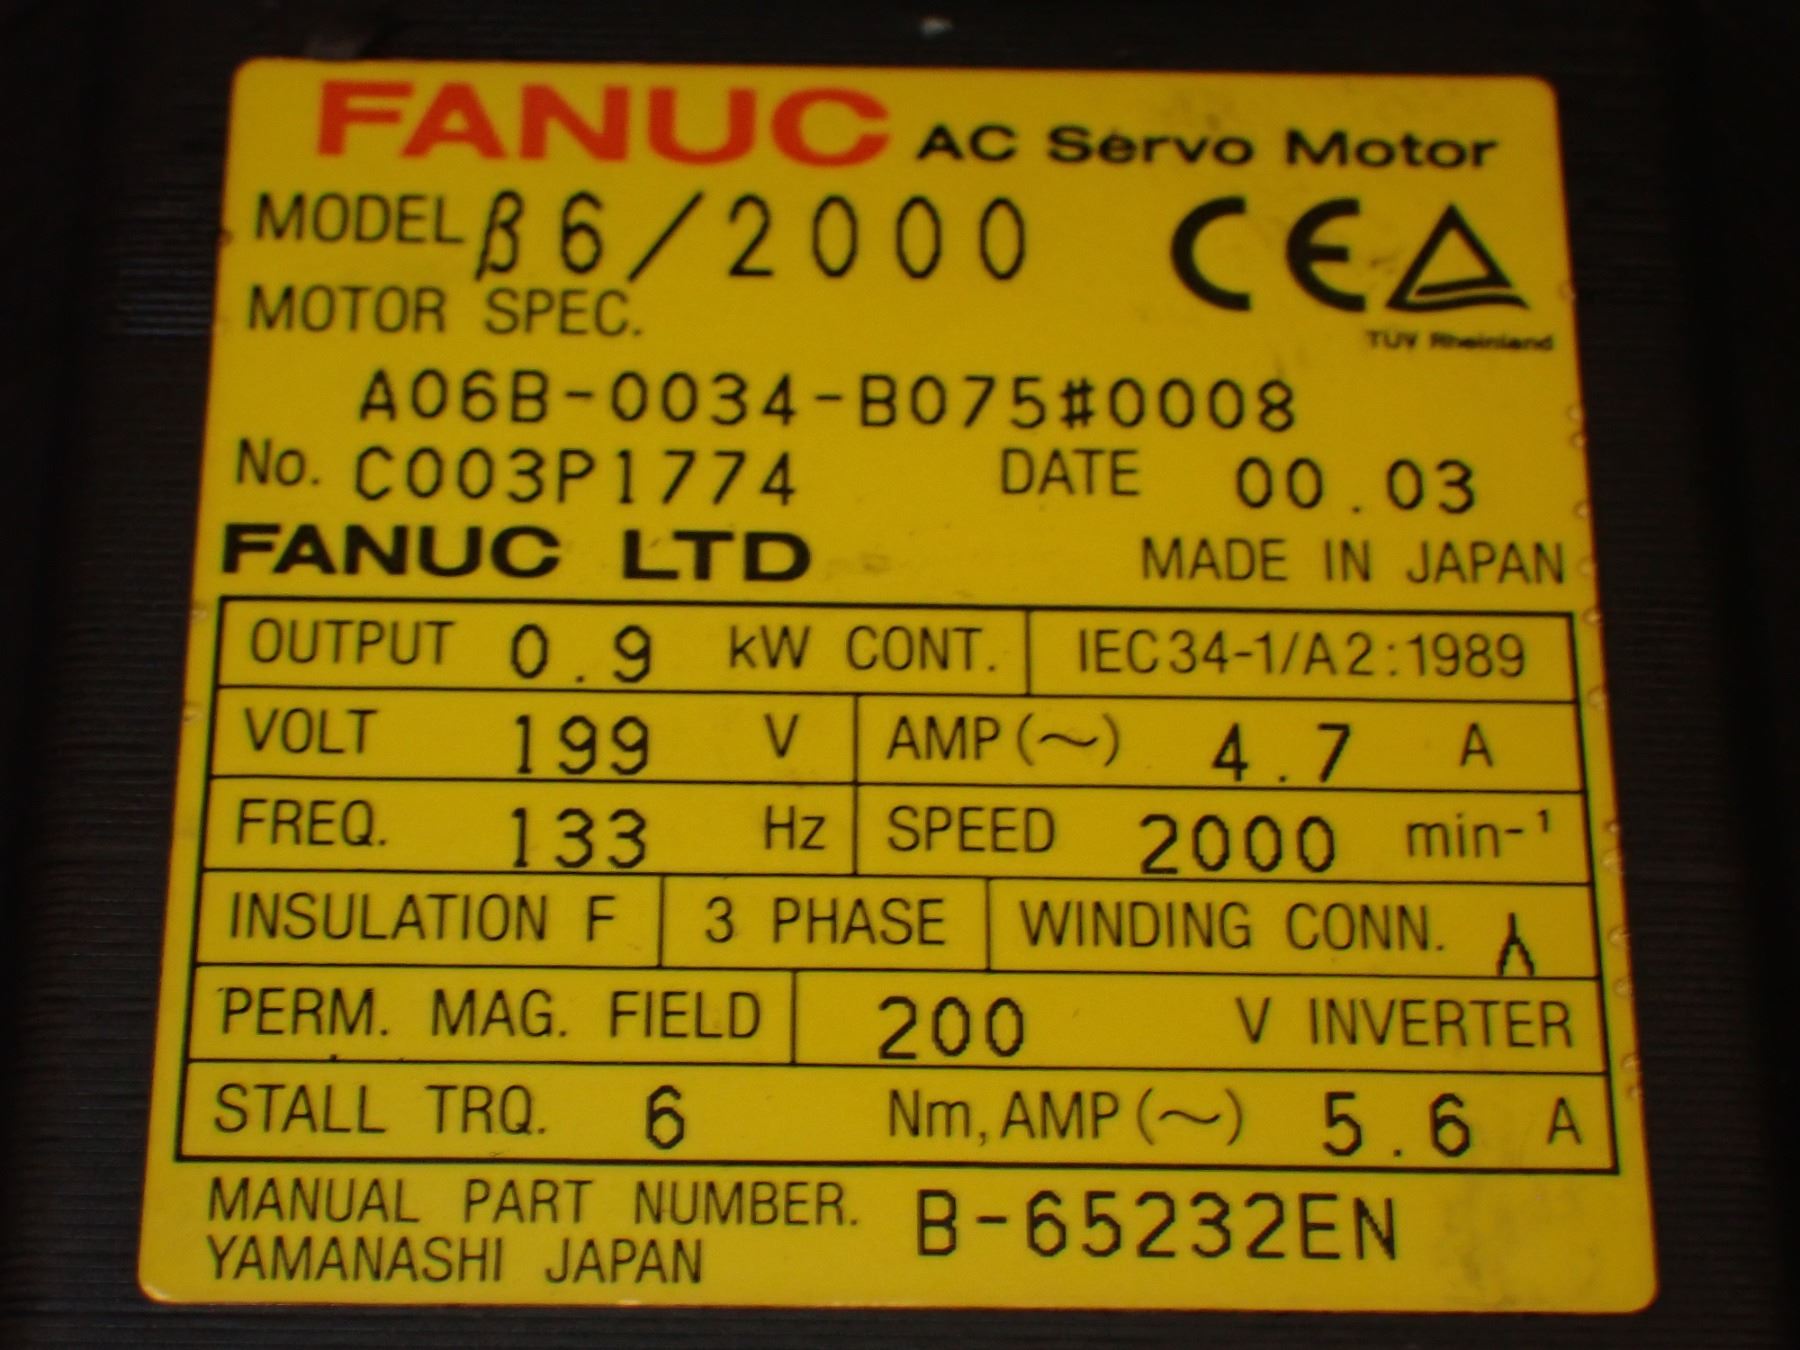 FANUC AC Servo Motor
MODEL β6/2000 CE
MOTOR SPEC.
TÜV Rheinland
A06B-0034-B075#0008
No. C003P1774 DATE 00.03
FANUC LTD MADE IN JAPAN
OUTPUT 0.9 kW CONT. IEC34-1/A2:1989
VOLT 199 V AMP(~) 4.7 A
FREQ. 133 Hz SPEED 2000 min-¹
INSULATION F 3 PHASE WINDING CONN. ⅄
PERM. MAG. FIELD 200 V INVERTER
STALL TRQ. 6 Nm, AMP(~) 5.6 A
MANUAL PART NUMBER. B-65232EN
YAMANASHI JAPAN